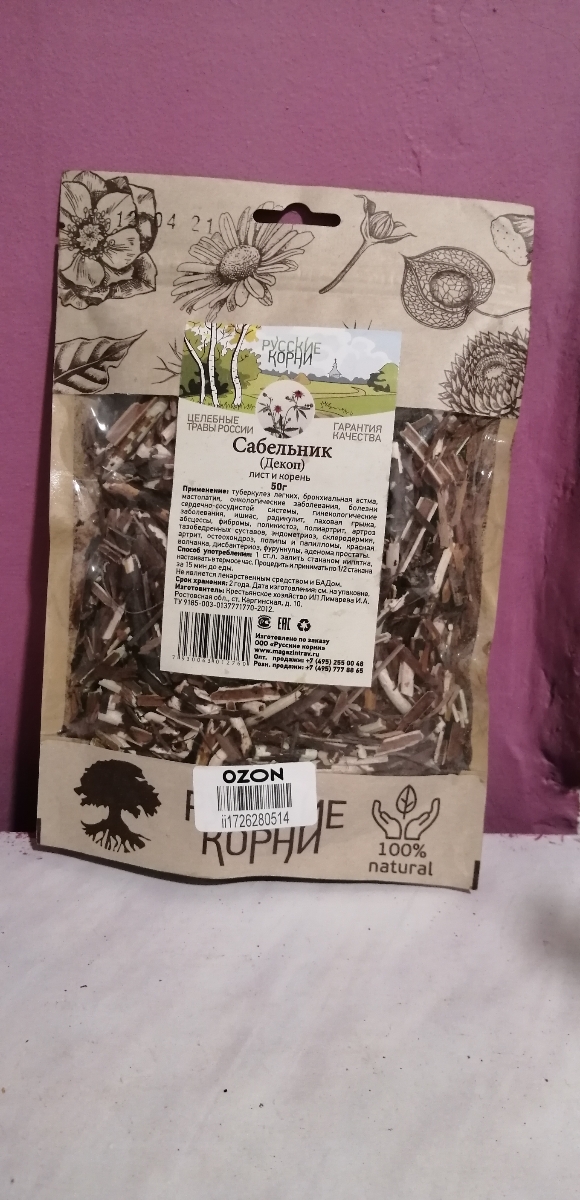 12 04 21
РУССКИЕ
КОРНИ
ЦЕЛЕБНЫЕ
ТРАВЫ РОССИИ
ГАРАНТИЯ
КАЧЕСТВА
Сабельник
(Декоп)
лист и корень
50г
Применение: туберкулез легких, бронхиальная астма,
мастопатия, онкологические заболевания, болезни
сердечно-сосудистой системы, гинекологические
заболевания, ишиас, радикулит, паховая грыжа,
абсцессы, фибромы, полинистоз, полиартрит, артроз
тазобедренных суставов, эндометриоз, склеродермия,
артрит, остеохондроз, полипы и папилломы, красная
волчанка, дисбактериоз, фурункулы, аденома простаты.
Способ употребления: 1 ст.л. залить стаканом кипятка,
настаивать в термосе час. Процедить и принимать по 1/2 стакана
за 15 мин до еды.
Не является лекарственным средством и БАДом.
Срок хранения: 2 года. Дата изготовления: см. на упаковке.
Изготовитель: Крестьянское хозяйство ИП Лимарева И.А.
Ростовская обл., ст. Каргинская, д. 10.
ТУ 9185-003-0137771770-2012.
EAC
Изготовлено по заказу
ООО «Русские корни»
www.magazintrav.ru
Опт. продажи: +7 (495) 255 00 48
Розн. продажи: +7 (495) 777 88 65
OZON
ii1726280514
КОРНИ
100%
natural